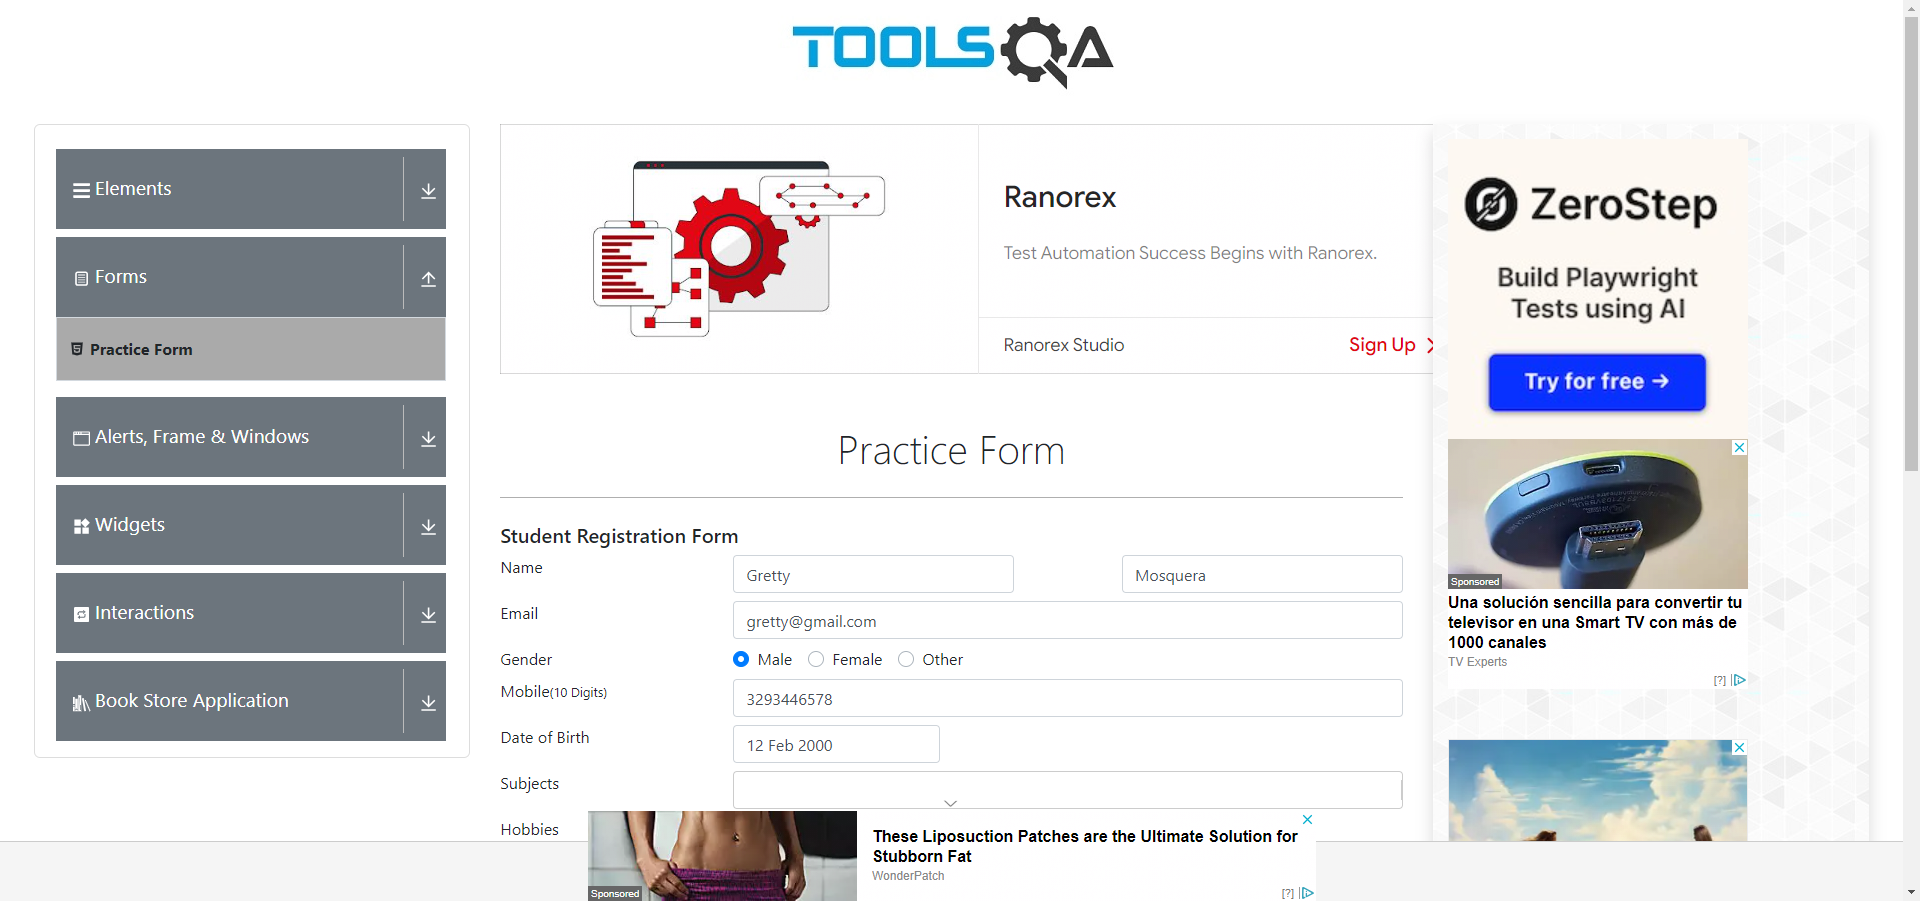 TOOLSQA
Elements
Forms
Practice Form
Alerts, Frame & Windows
Widgets
Interactions
Book Store Application
Ranorex
Test Automation Success Begins with Ranorex.
Ranorex Studio
Sign Up
Practice Form
Student Registration Form
Name
Gretty
Mosquera
Email
gretty@gmail.com
Gender
Male
Female
Other
Mobile(10 Digits)
3293446578
Date of Birth
12 Feb 2000
Subjects
Hobbies
ZeroStep
Build Playwright
Tests using AI
Try for free →
Sponsored
Una solución sencilla para convertir tu
televisor en una Smart TV con más de
1000 canales
TV Experts
[?]
Sponsored
These Liposuction Patches are the Ultimate Solution for
Stubborn Fat
WonderPatch
[?]